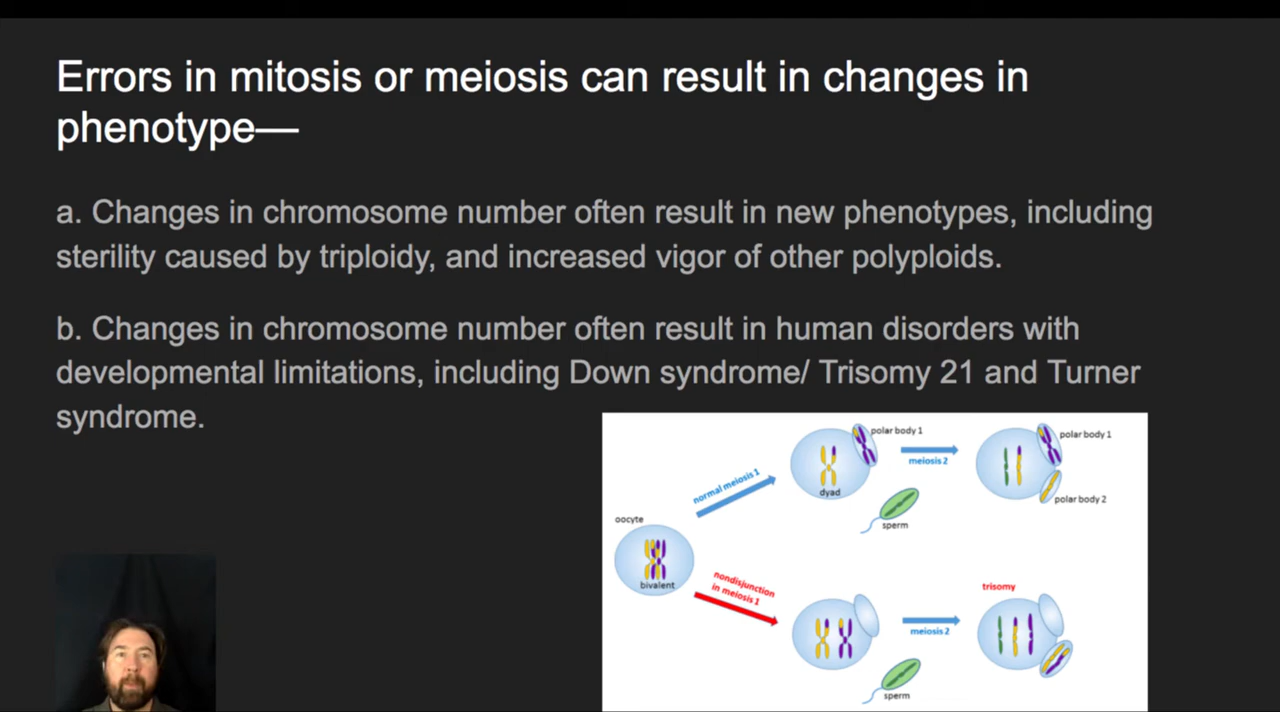 Errors in mitosis or meiosis can result in changes in
phenotype—
a. Changes in chromosome number often result in new phenotypes, including
sterility caused by triploidy, and increased vigor of other polyploids.
b. Changes in chromosome number often result in human disorders with
developmental limitations, including Down syndrome/ Trisomy 21 and Turner
syndrome.
polar body 1
polar body 1
meiosis 2
normal meiosis 1
dyad
polar body 2
oocyte
sperm
bivalent
nondisjunction
in meiosis 1
trisomy
meiosis 2
sperm